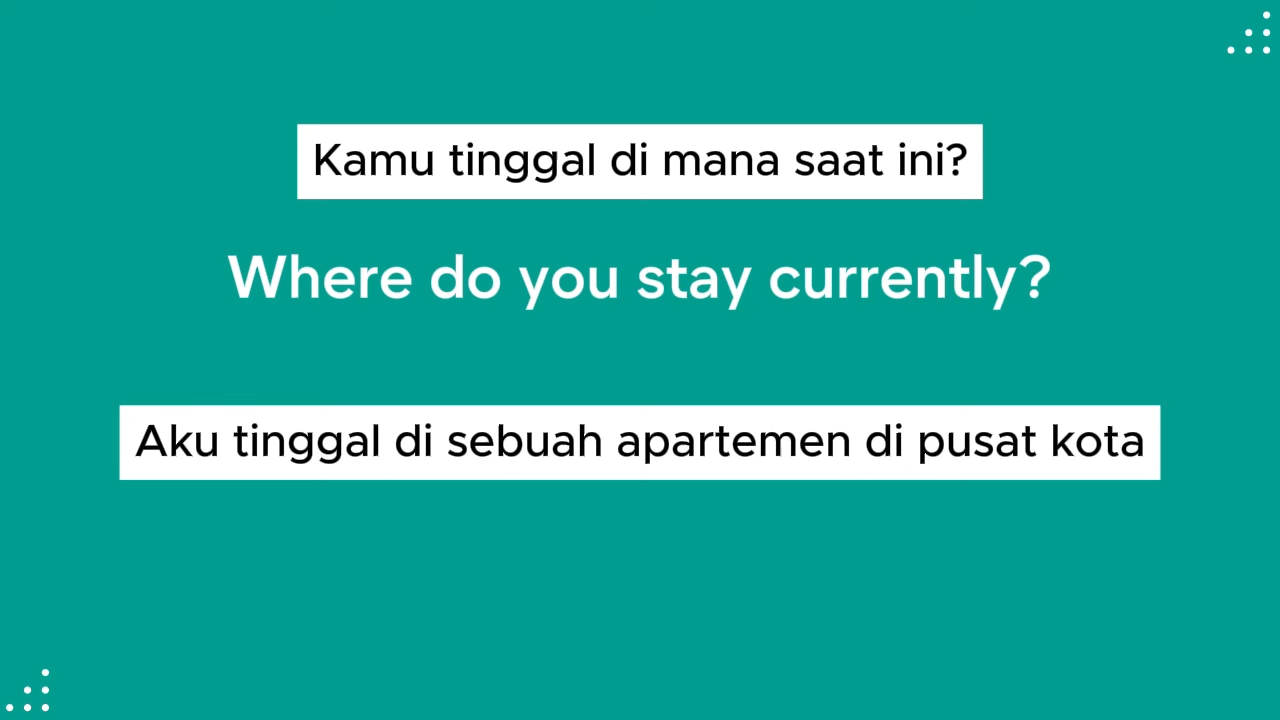 Kamu tinggal di mana saat ini?
Where do you stay currently?
Aku tinggal di sebuah apartemen di pusat kota